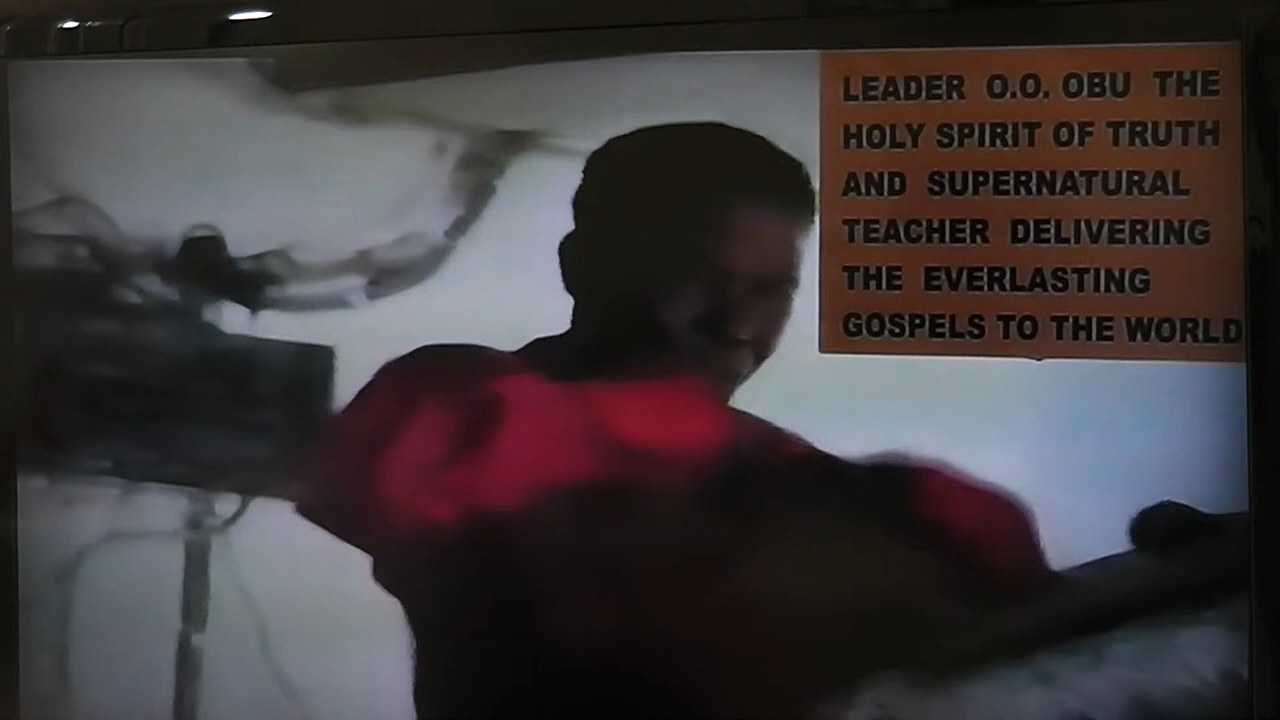 LEADER O.O. OBU THE
HOLY SPIRIT OF TRUTH
AND SUPERNATURAL
TEACHER DELIVERING
THE EVERLASTING
GOSPELS TO THE WORLD